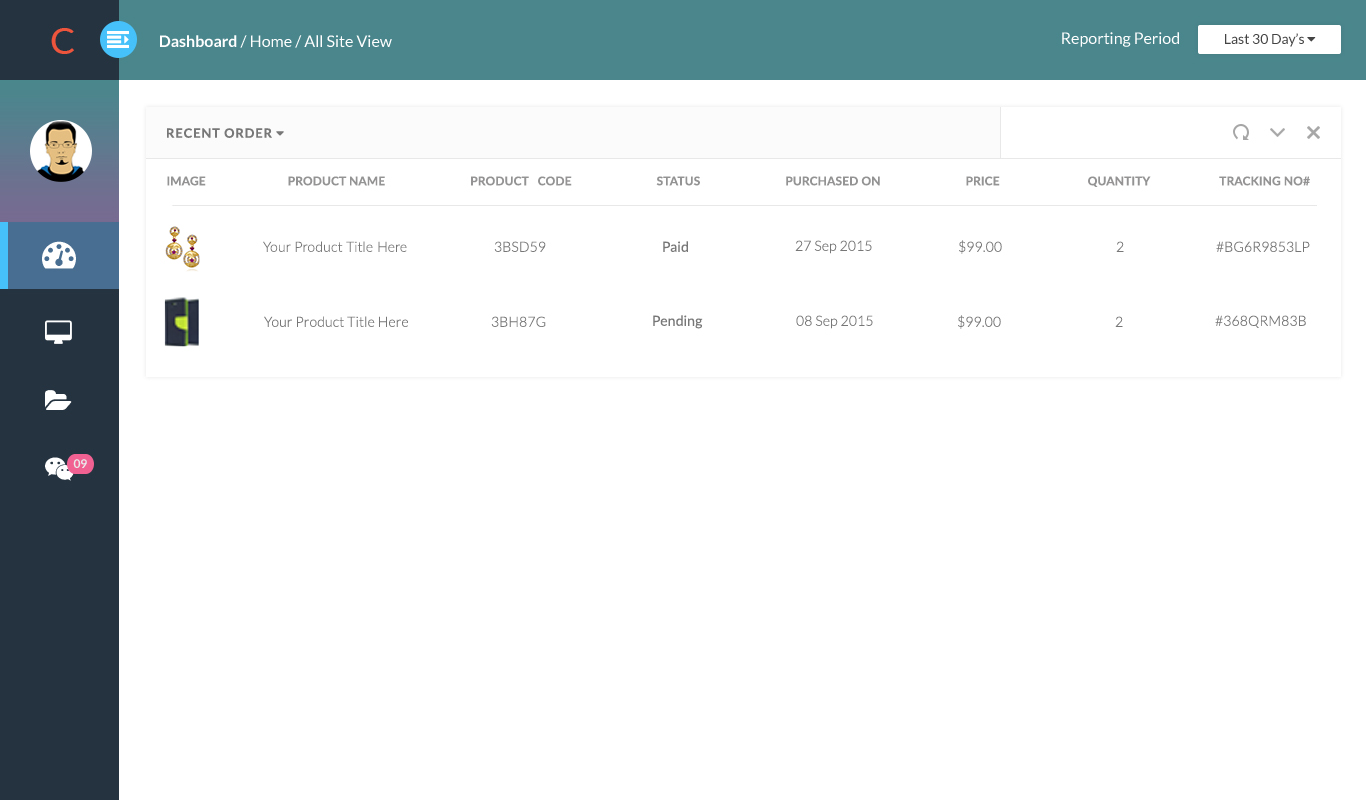 C
Dashboard / Home / All Site View
Reporting Period
Last 30 Day's
RECENT ORDER
IMAGE PRODUCT NAME PRODUCT CODE STATUS PURCHASED ON PRICE QUANTITY TRACKING NO#
Your Product Title Here 3BSD59 Paid 27 Sep 2015 $99.00 2 #BG6R9853LP
Your Product Title Here 3BH87G Pending 08 Sep 2015 $99.00 2 #368QRM83B
09